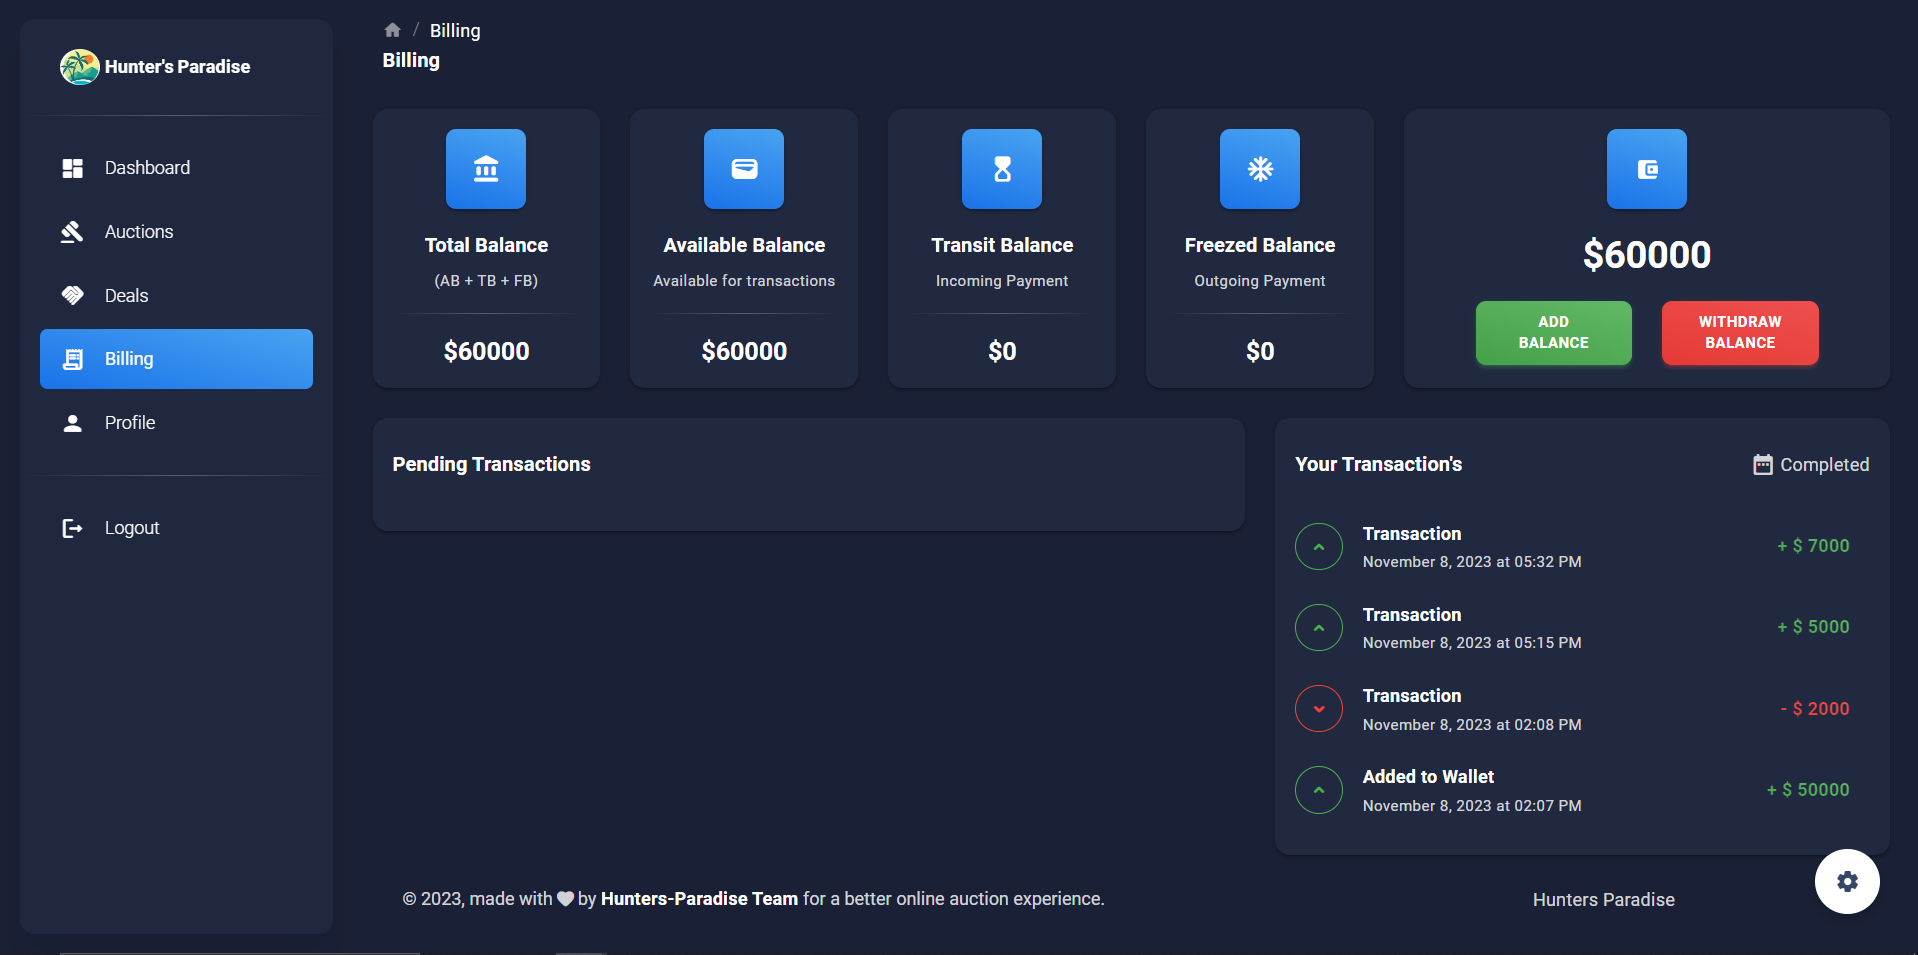 Hunter's Paradise
Dashboard
Auctions
Deals
Billing
Profile
Logout
/ Billing
Billing
Total Balance
(AB + TB + FB)
$60000
Available Balance
Available for transactions
$60000
Transit Balance
Incoming Payment
$0
Freezed Balance
Outgoing Payment
$0
$60000
ADD
BALANCE
WITHDRAW
BALANCE
Pending Transactions
Your Transaction's
Completed
Transaction
November 8, 2023 at 05:32 PM
+ $ 7000
Transaction
November 8, 2023 at 05:15 PM
+ $ 5000
Transaction
November 8, 2023 at 02:08 PM
- $ 2000
Added to Wallet
November 8, 2023 at 02:07 PM
+ $ 50000
© 2023, made with ♥ by Hunters-Paradise Team for a better online auction experience.
Hunters Paradise